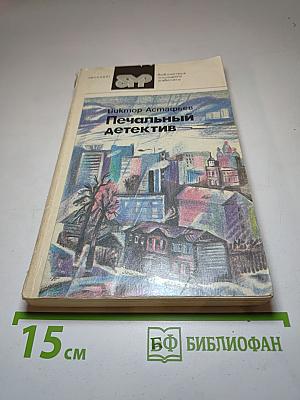 Виктор Астафьев
Печальный
детектив
15 см
БФ БИБЛИОФАН